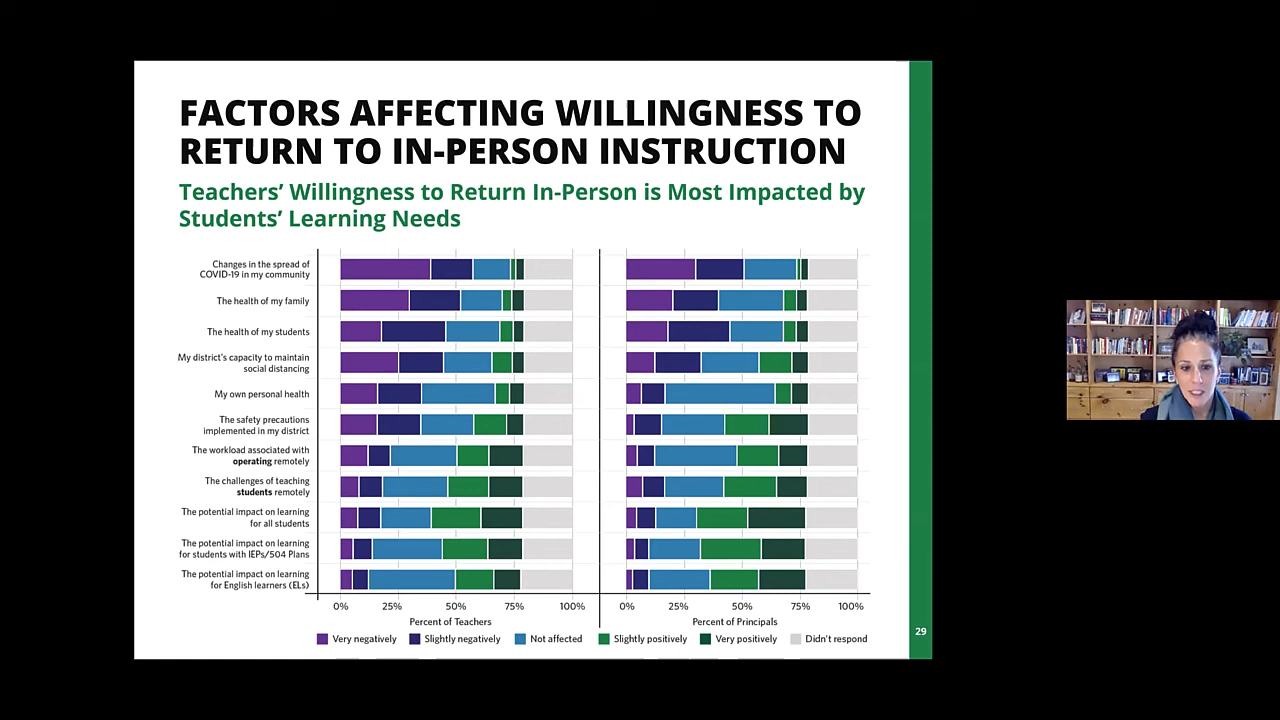 FACTORS AFFECTING WILLINGNESS TO
RETURN TO IN-PERSON INSTRUCTION
Teachers’ Willingness to Return In-Person is Most Impacted by
Students’ Learning Needs
Changes in the spread of
COVID-19 in my community
The health of my family
The health of my students
My district's capacity to maintain
social distancing
My own personal health
The safety precautions
implemented in my district
The workload associated with
operating remotely
The challenges of teaching
students remotely
The potential impact on learning
for all students
The potential impact on learning
for students with IEPs/504 Plans
The potential impact on learning
for English learners (ELs)
0% 25% 50% 75% 100%
Percent of Teachers
0% 25% 50% 75% 100%
Percent of Principals
Very negatively Slightly negatively Not affected Slightly positively Very positively Didn't respond
29